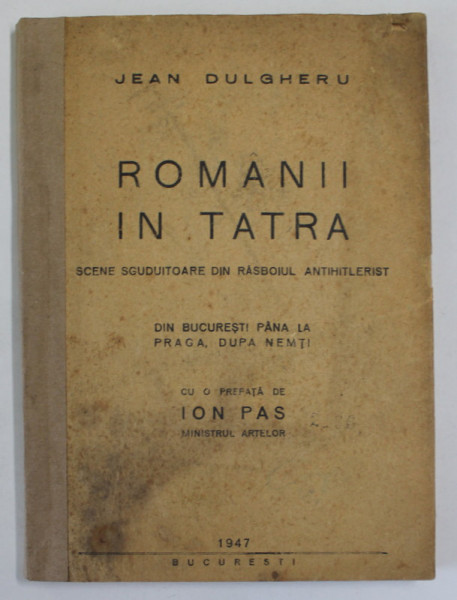 JEAN DULGHERU
ROMÂNII
IN TATRA
SCENE SGUDUITOARE DIN RĂSBOIUL ANTIHITLERIST
DIN BUCUREȘTI PÂNA LA
PRAGA, DUPA NEMȚI
CU O PREFAȚĂ DE
ION PAS
MINISTRUL ARTELOR
1947
BUCURESTI